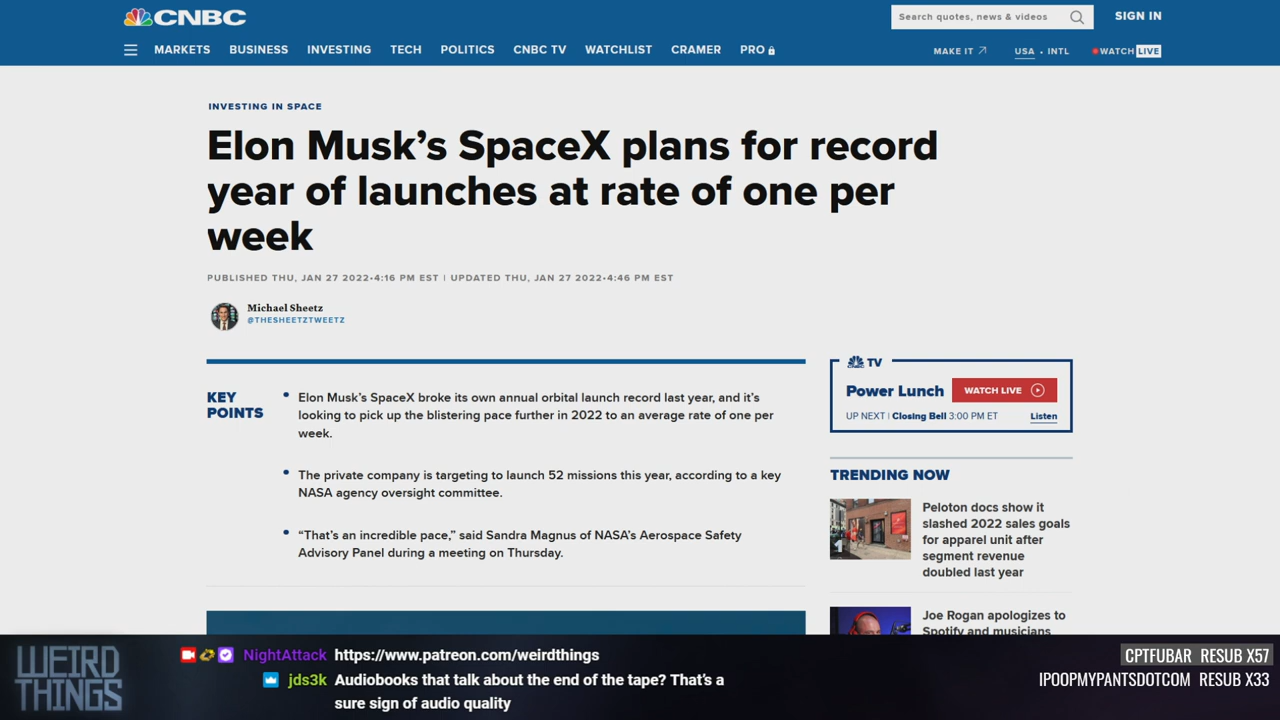 CNBC
Search quotes, news & videos
SIGN IN
MARKETS BUSINESS INVESTING TECH POLITICS CNBC TV WATCHLIST CRAMER PRO
MAKE IT USA • INTL WATCH LIVE
INVESTING IN SPACE
Elon Musk’s SpaceX plans for record
year of launches at rate of one per
week
PUBLISHED THU, JAN 27 2022•4:16 PM EST | UPDATED THU, JAN 27 2022•4:46 PM EST
Michael Sheetz
@THESHEETZTWEETZ
KEY
POINTS
Elon Musk’s SpaceX broke its own annual orbital launch record last year, and it’s
looking to pick up the blistering pace further in 2022 to an average rate of one per
week.
The private company is targeting to launch 52 missions this year, according to a key
NASA agency oversight committee.
“That’s an incredible pace,” said Sandra Magnus of NASA’s Aerospace Safety
Advisory Panel during a meeting on Thursday.
TV
Power Lunch WATCH LIVE
UP NEXT | Closing Bell 3:00 PM ET Listen
TRENDING NOW
Peloton docs show it
slashed 2022 sales goals
for apparel unit after
segment revenue
doubled last year
Joe Rogan apologizes to
Spotify and musicians
WEIRD
THINGS
NightAttack https://www.patreon.com/weirdthings
jds3k Audiobooks that talk about the end of the tape? That’s a
sure sign of audio quality
CPTFUBAR RESUB X57
IPOOPMYPANTSDOTCOM RESUB X33